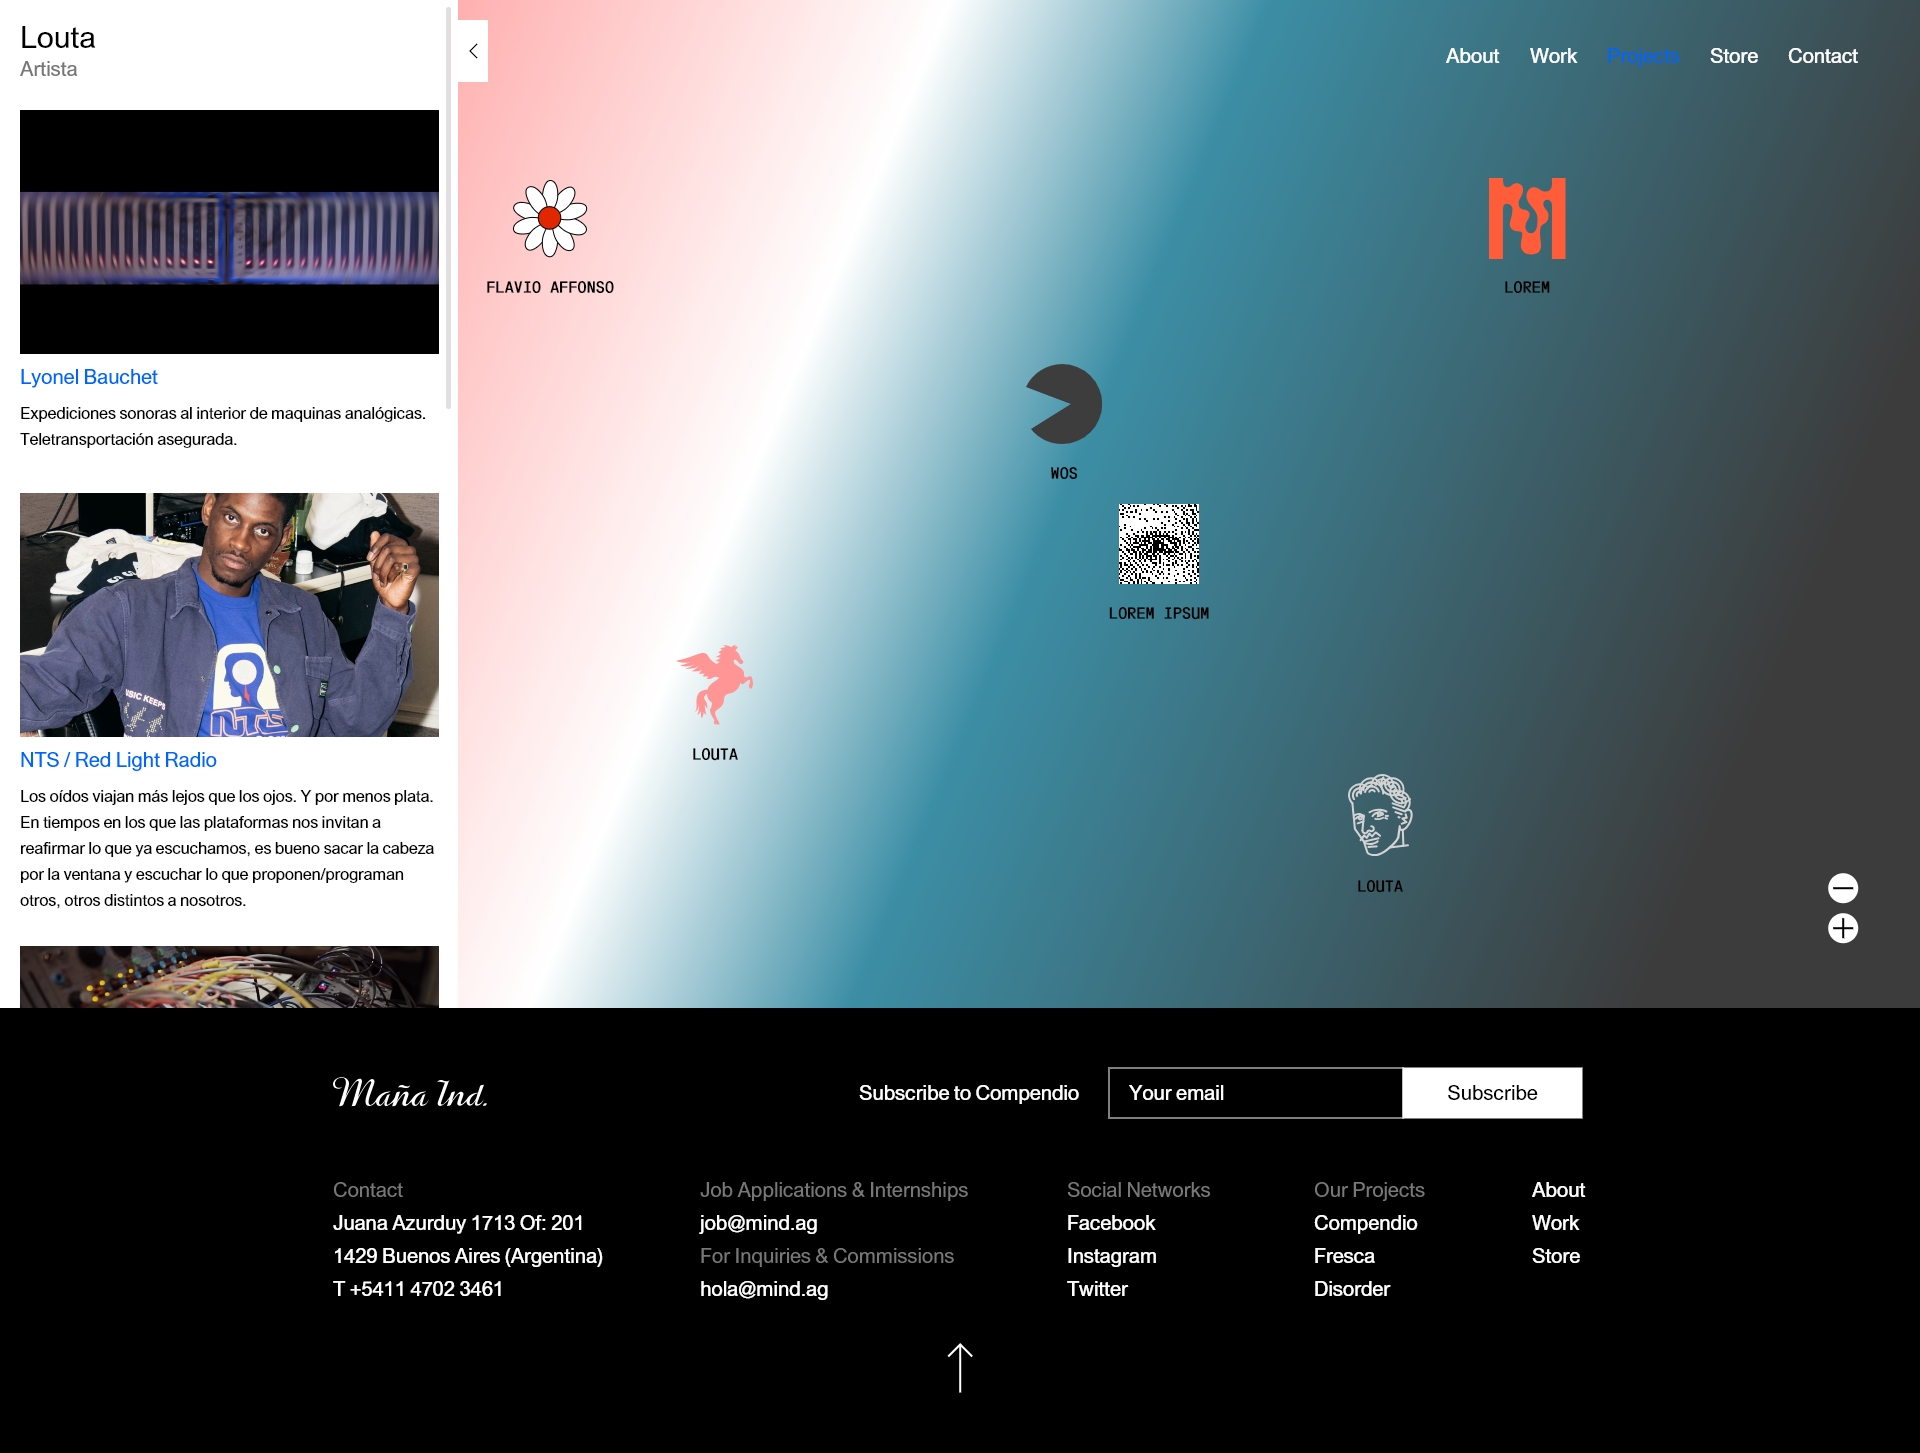 Louta
Artista
Lyonel Bauchet
Expediciones sonoras al interior de maquinas analógicas.
Teletransportación asegurada.
NTS / Red Light Radio
Los oídos viajan más lejos que los ojos. Y por menos plata.
En tiempos en los que las plataformas nos invitan a
reafirmar lo que ya escuchamos, es bueno sacar la cabeza
por la ventana y escuchar lo que proponen/programan
otros, otros distintos a nosotros.
About Work Projects Store Contact
FLAVIO AFFONSO
LOREM
WOS
LOREM IPSUM
LOUTA
LOUTA
Maña Ind.
Subscribe to Compendio
Your email
Subscribe
Contact
Juana Azurduy 1713 Of: 201
1429 Buenos Aires (Argentina)
T +5411 4702 3461
Job Applications & Internships
job@mind.ag
For Inquiries & Commissions
hola@mind.ag
Social Networks
Facebook
Instagram
Twitter
Our Projects
Compendio
Fresca
Disorder
About
Work
Store